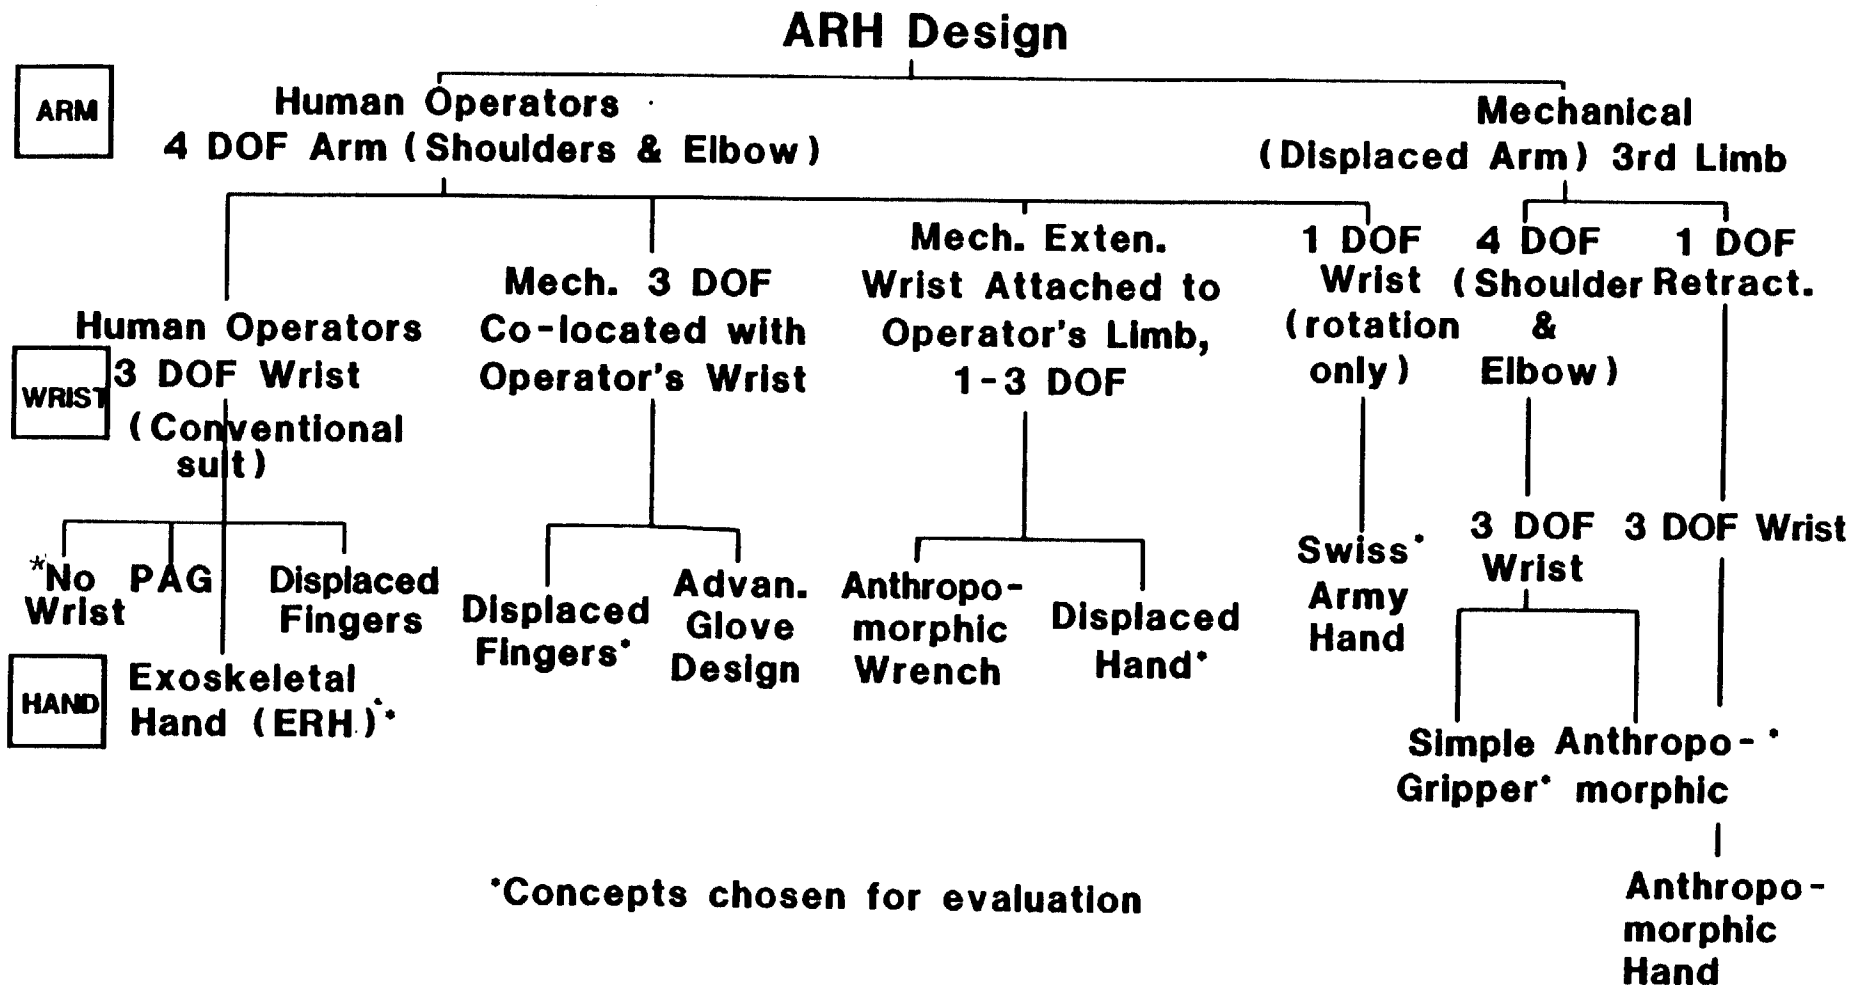 ARH Design
ARM
Human Operators
4 DOF Arm (Shoulders & Elbow)
Mechanical
(Displaced Arm) 3rd Limb
WRIST
Human Operators
3 DOF Wrist
(Conventional
suit)
Mech. 3 DOF
Co-located with
Operator's Wrist
Mech. Exten.
Wrist Attached to
Operator's Limb,
1-3 DOF
1 DOF
Wrist
(rotation
only)
4 DOF
(Shoulder
&
Elbow)
1 DOF
Retract.
3 DOF
Wrist
3 DOF Wrist
HAND
*No
Wrist
PAG
Displaced
Fingers
Exoskeletal
Hand (ERH)*
Displaced
Fingers*
Advan.
Glove
Design
Anthropo-
morphic
Wrench
Displaced
Hand*
Swiss*
Army
Hand
Simple
Gripper*
Anthropo-*
morphic
Anthropo-
morphic
Hand
*Concepts chosen for evaluation